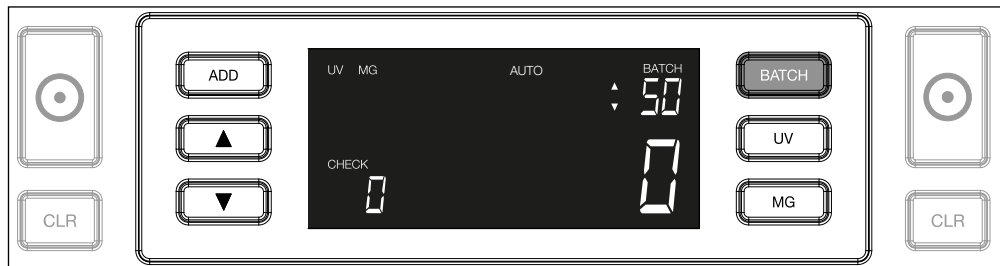 ADD
UV MG AUTO BATCH
50
CHECK
0
0
BATCH
UV
MG
CLR
CLR